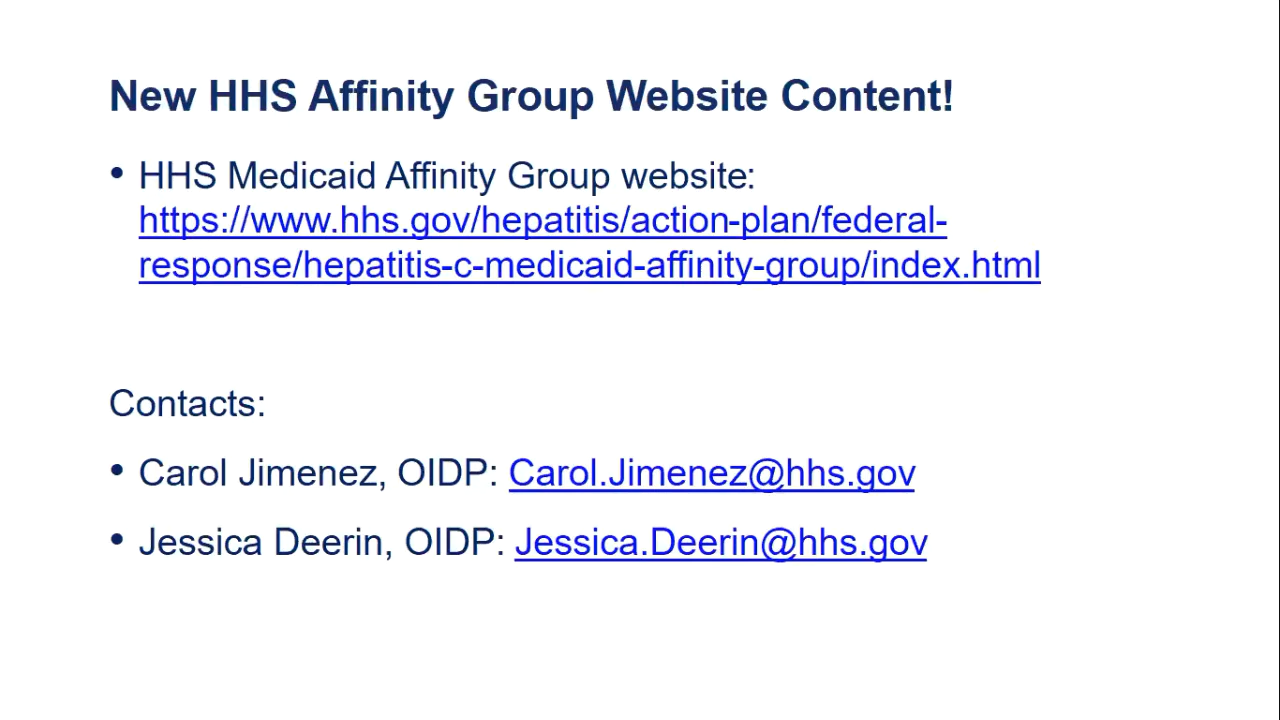 New HHS Affinity Group Website Content!
• HHS Medicaid Affinity Group website:
https://www.hhs.gov/hepatitis/action-plan/federal-
response/hepatitis-c-medicaid-affinity-group/index.html
Contacts:
• Carol Jimenez, OIDP: Carol.Jimenez@hhs.gov
• Jessica Deerin, OIDP: Jessica.Deerin@hhs.gov